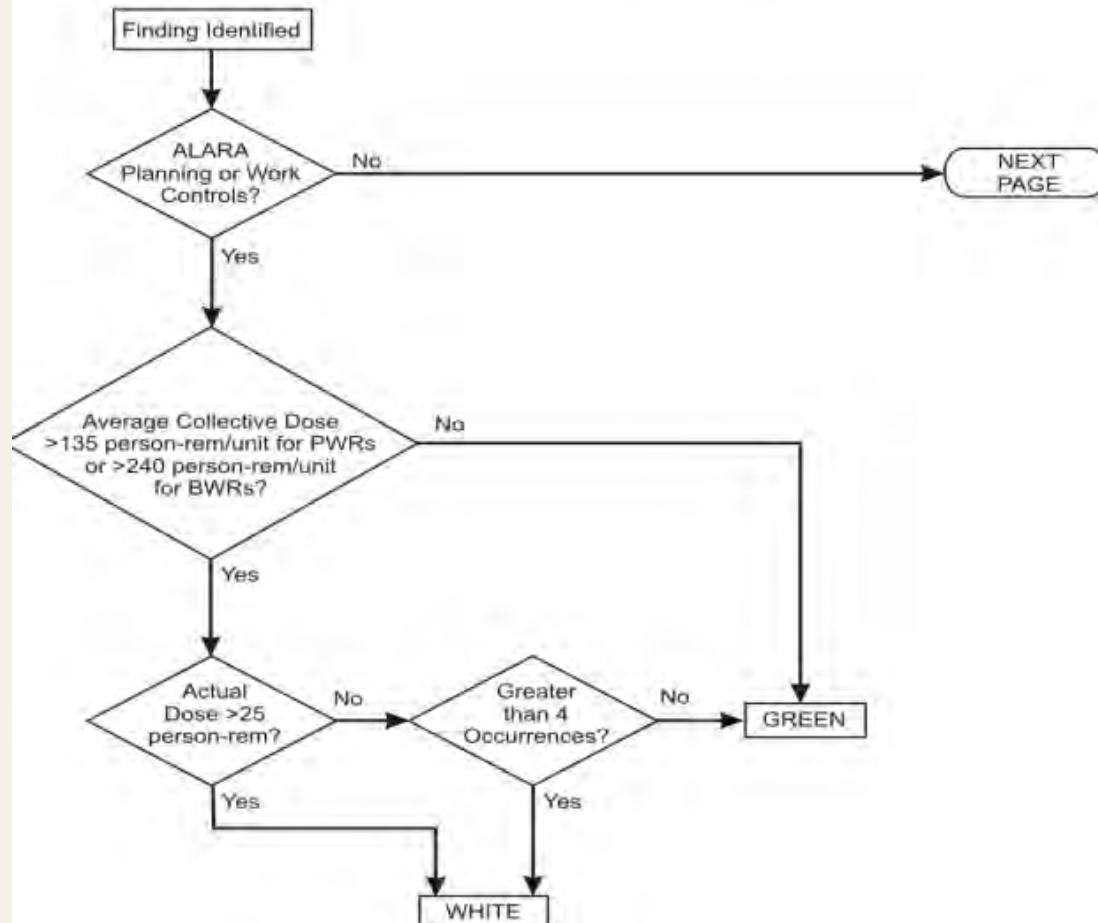 Finding Identified
ALARA
Planning or Work
Controls?
No
NEXT
PAGE
Yes
Average Collective Dose
>135 person-rem/unit for PWRs
or >240 person-rem/unit
for BWRs?
No
Yes
Actual
Dose >25
person-rem?
No
Greater
than 4
Occurrences?
No
GREEN
Yes
Yes
WHITE